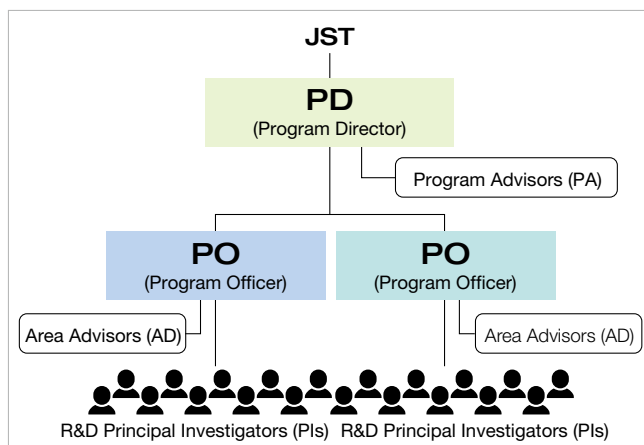 JST
PD
(Program Director)
Program Advisors (PA)
PO
(Program Officer)
PO
(Program Officer)
Area Advisors (AD)
Area Advisors (AD)
R&D Principal Investigators (PIs)
R&D Principal Investigators (PIs)